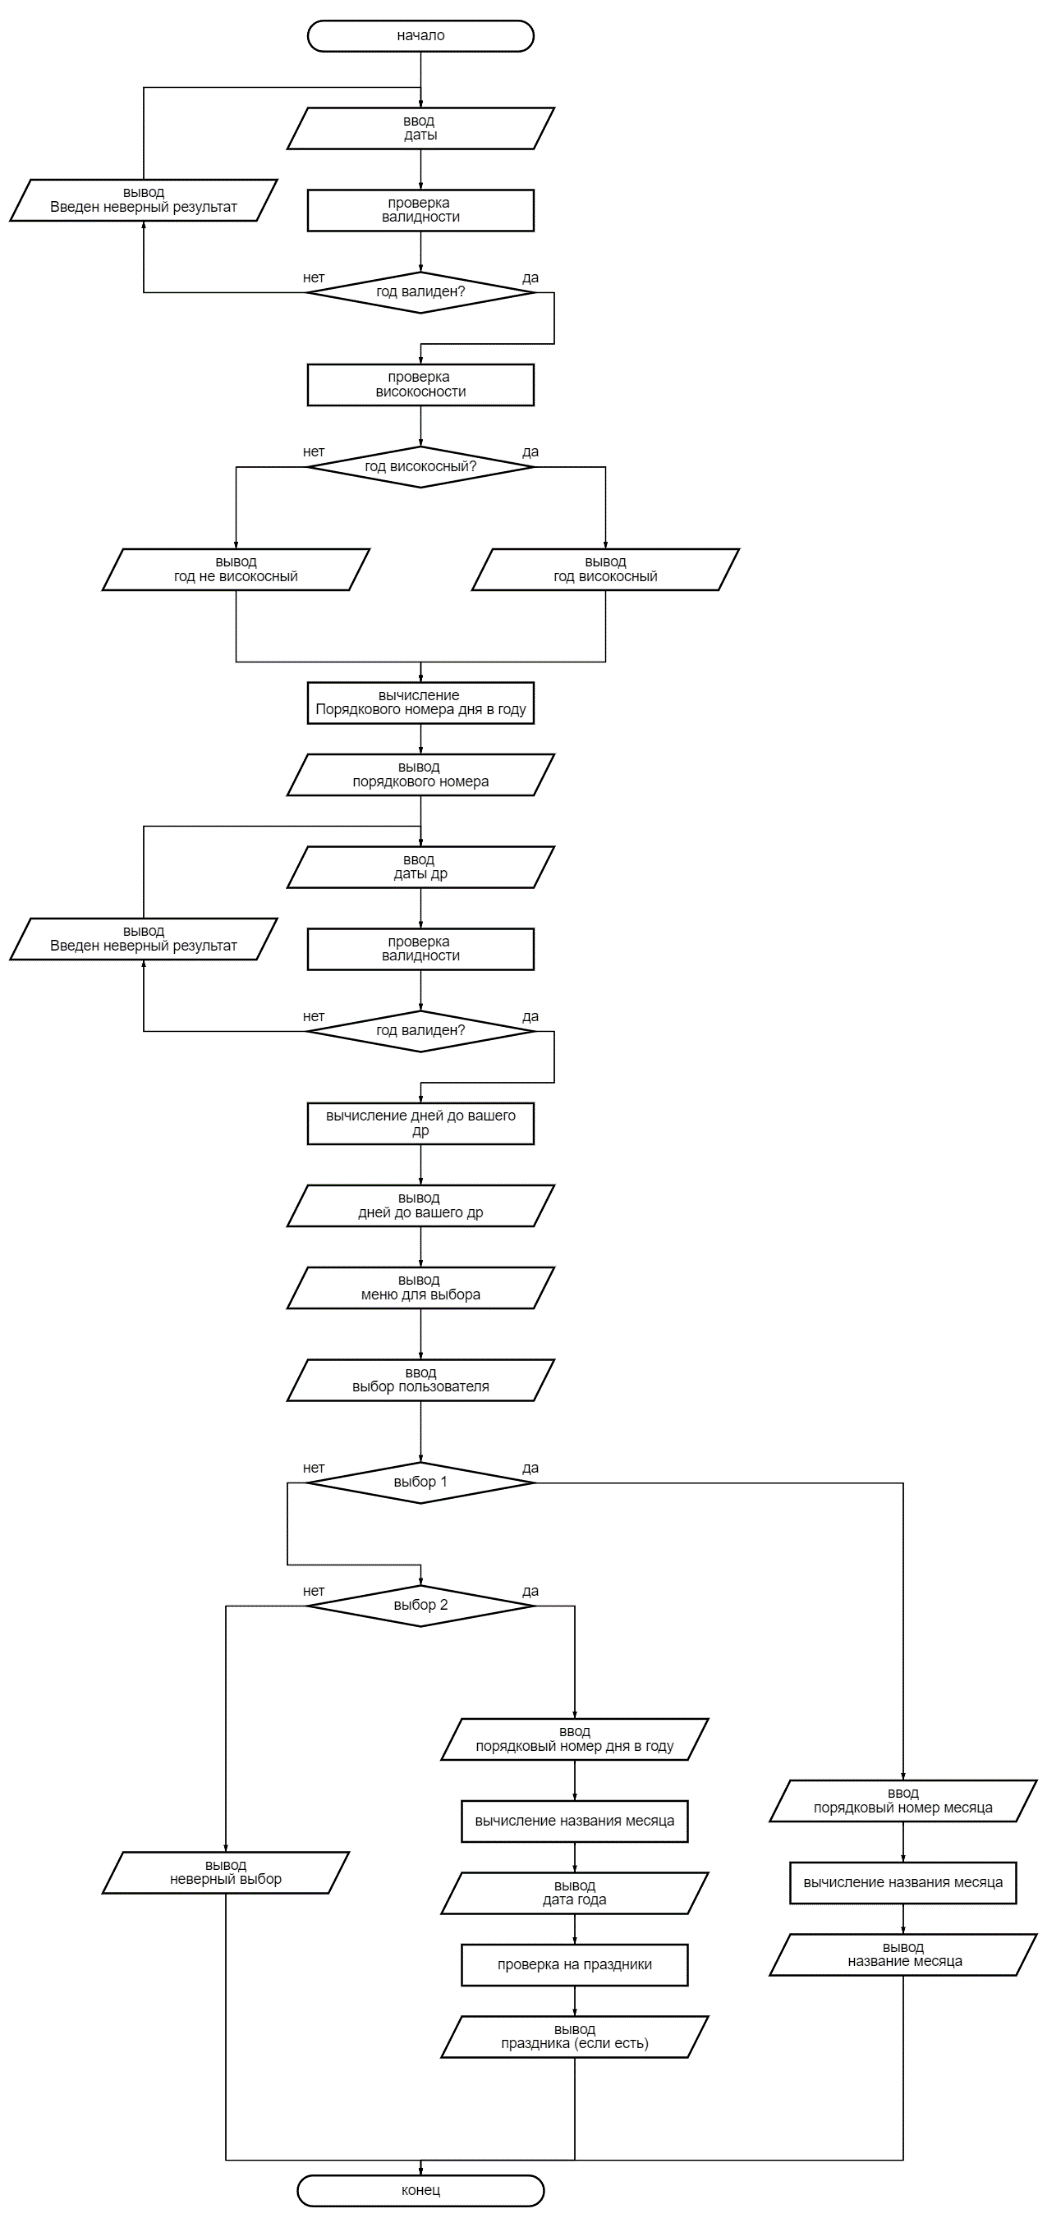 начало
ввод
даты
вывод
Введен неверный результат
проверка
валидности
нет
да
год валиден?
проверка
високосности
нет
да
год високосный?
вывод
год не високосный
вывод
год високосный
вычисление
Порядкового номера дня в году
вывод
порядкового номера
ввод
даты др
вывод
Введен неверный результат
проверка
валидности
нет
да
год валиден?
вычисление дней до вашего
др
вывод
дней до вашего др
вывод
меню для выбора
ввод
выбор пользователя
нет
да
выбор 1
нет
да
выбор 2
ввод
порядковый номер дня в году
ввод
порядковый номер месяца
вычисление названия месяца
вывод
неверный выбор
вычисление названия месяца
вывод
дата года
вывод
название месяца
проверка на праздники
вывод
праздника (если есть)
конец